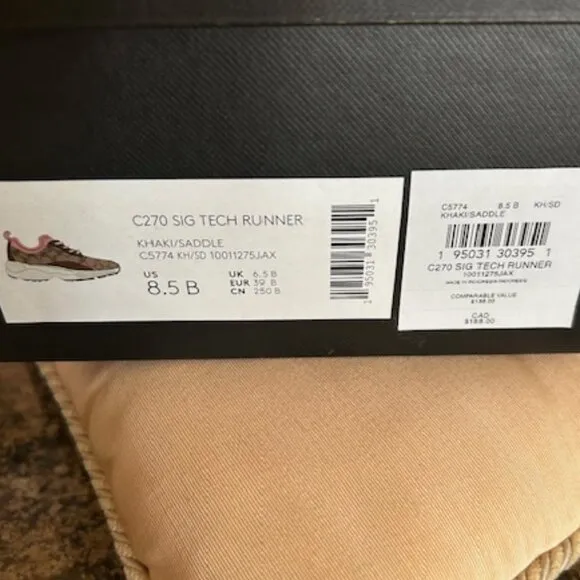 C270 SIG TECH RUNNER
KHAKI/SADDLE
C5774 KH/SD 10011275JAX
US
8.5 B
UK 6.5 B
EUR 39 B
CN 250 B
1 95031 30395 1
C5774 8.5 B KH/SD
KHAKI/SADDLE
1 95031 30395 1
C270 SIG TECH RUNNER
10011275JAX
MADE IN
COMPARABLE VALUE
CAD